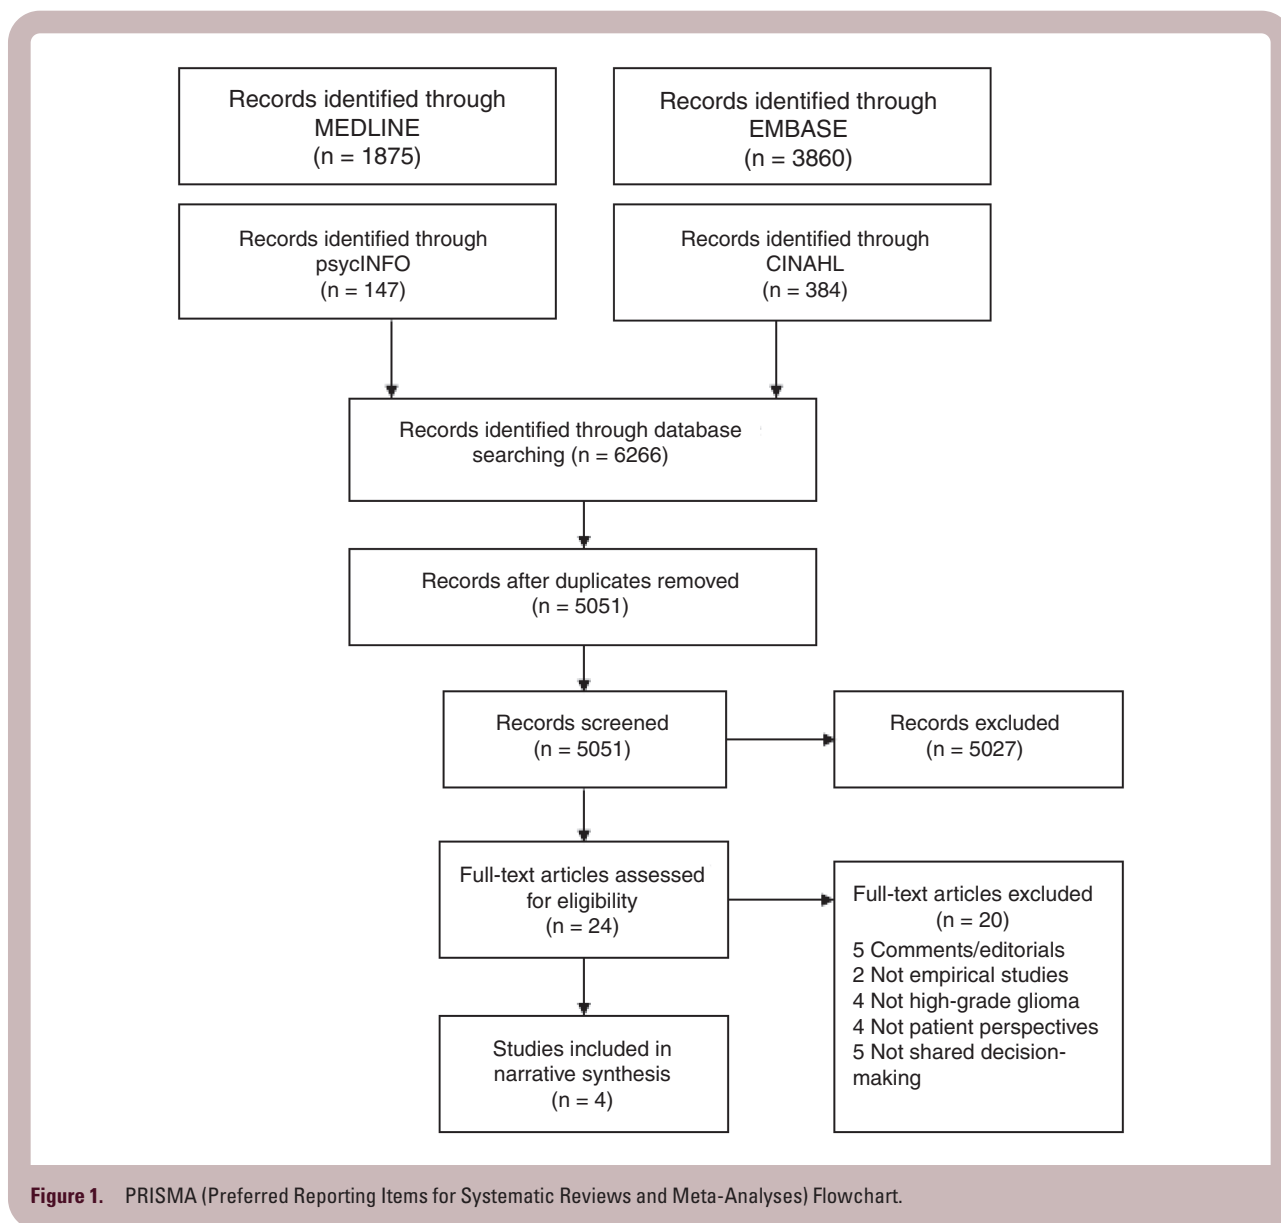 Records identified through
MEDLINE
(n = 1875)
Records identified through
EMBASE
(n = 3860)
Records identified through
psycINFO
(n = 147)
Records identified through
CINAHL
(n = 384)
Records identified through database
searching (n = 6266)
Records after duplicates removed
(n = 5051)
Records screened
(n = 5051)
Records excluded
(n = 5027)
Full-text articles assessed
for eligibility
(n = 24)
Full-text articles excluded
(n = 20)
5 Comments/editorials
2 Not empirical studies
4 Not high-grade glioma
4 Not patient perspectives
5 Not shared decision-
making
Studies included in
narrative synthesis
(n = 4)
Figure 1. PRISMA (Preferred Reporting Items for Systematic Reviews and Meta-Analyses) Flowchart.